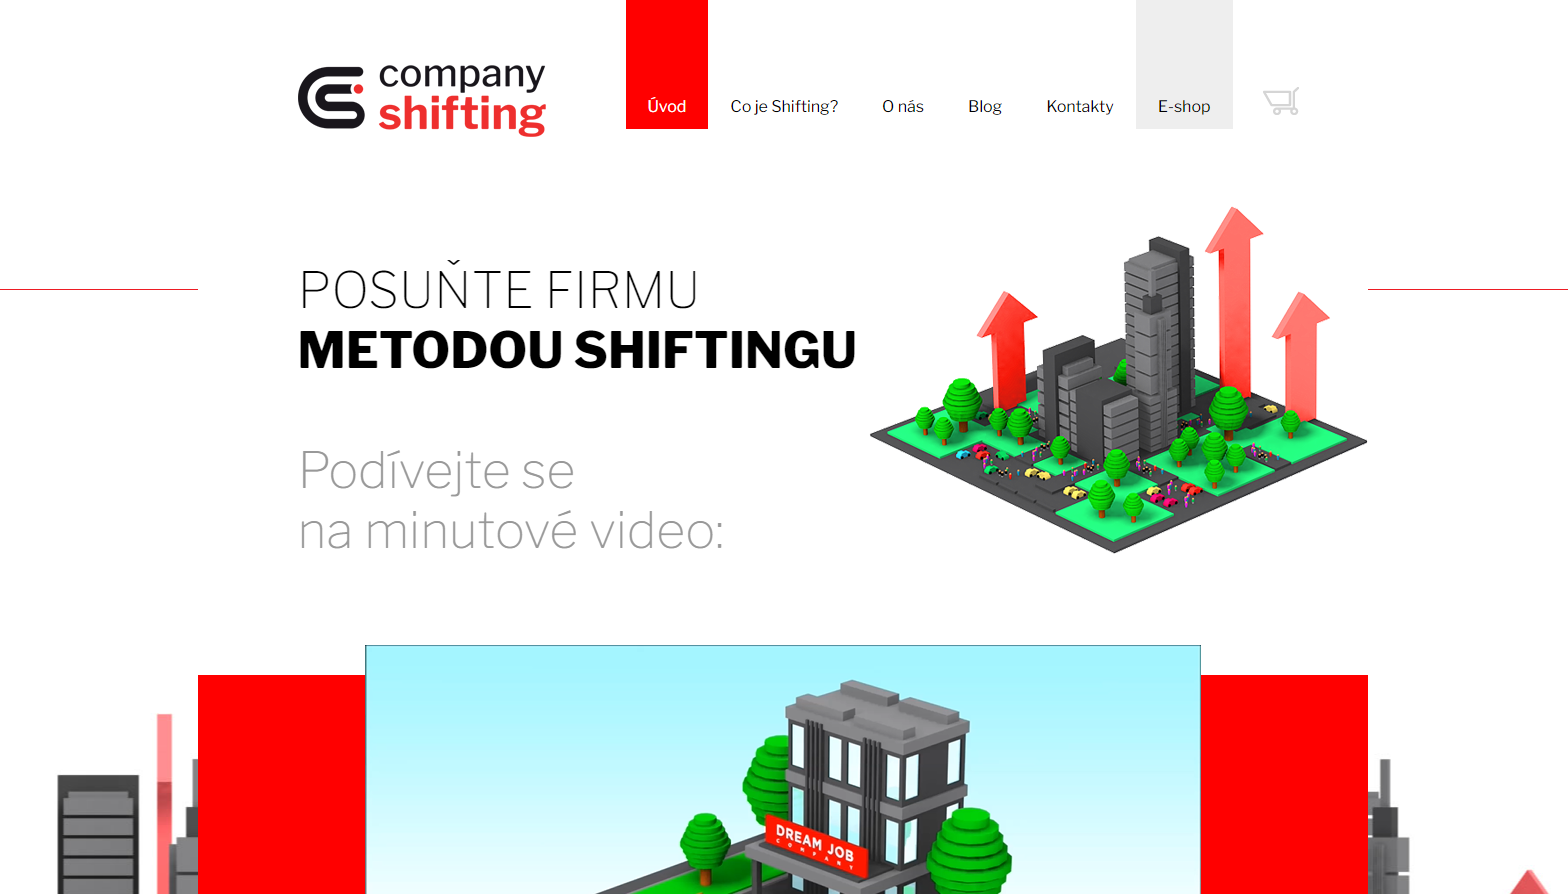 company
shifting
Úvod
Co je Shifting?
O nás
Blog
Kontakty
E-shop
POSUŇTE FIRMU
METODOU SHIFTINGU
Podívejte se
na minutové video:
DREAM JOB
COMPANY